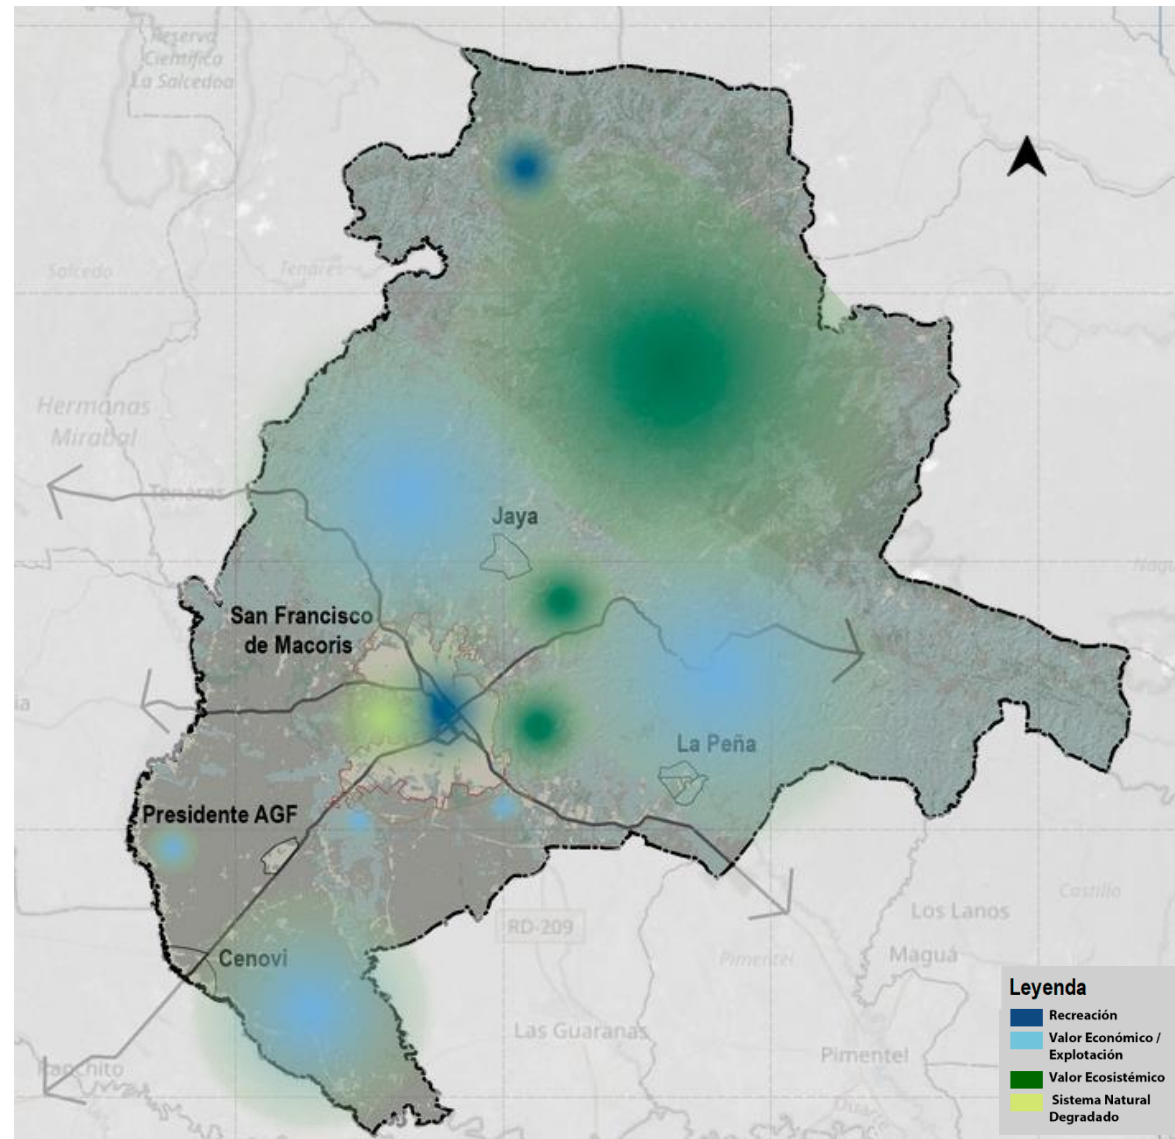 Reserva
Científica
La Salcedoa
Salcedo
Tenares
Hermanas
Mirabal
Tenares
Jaya
San Francisco
de Macoris
La Peña
Presidente AGF
Cenovi
RD-209
Castillo
Los Lanos
Maguá
Pimentel
Las Guaranas
Pimentel
Ranchito
Leyenda
Recreación
Valor Económico /
Explotación
Valor Ecosistémico
Sistema Natural
Degradado